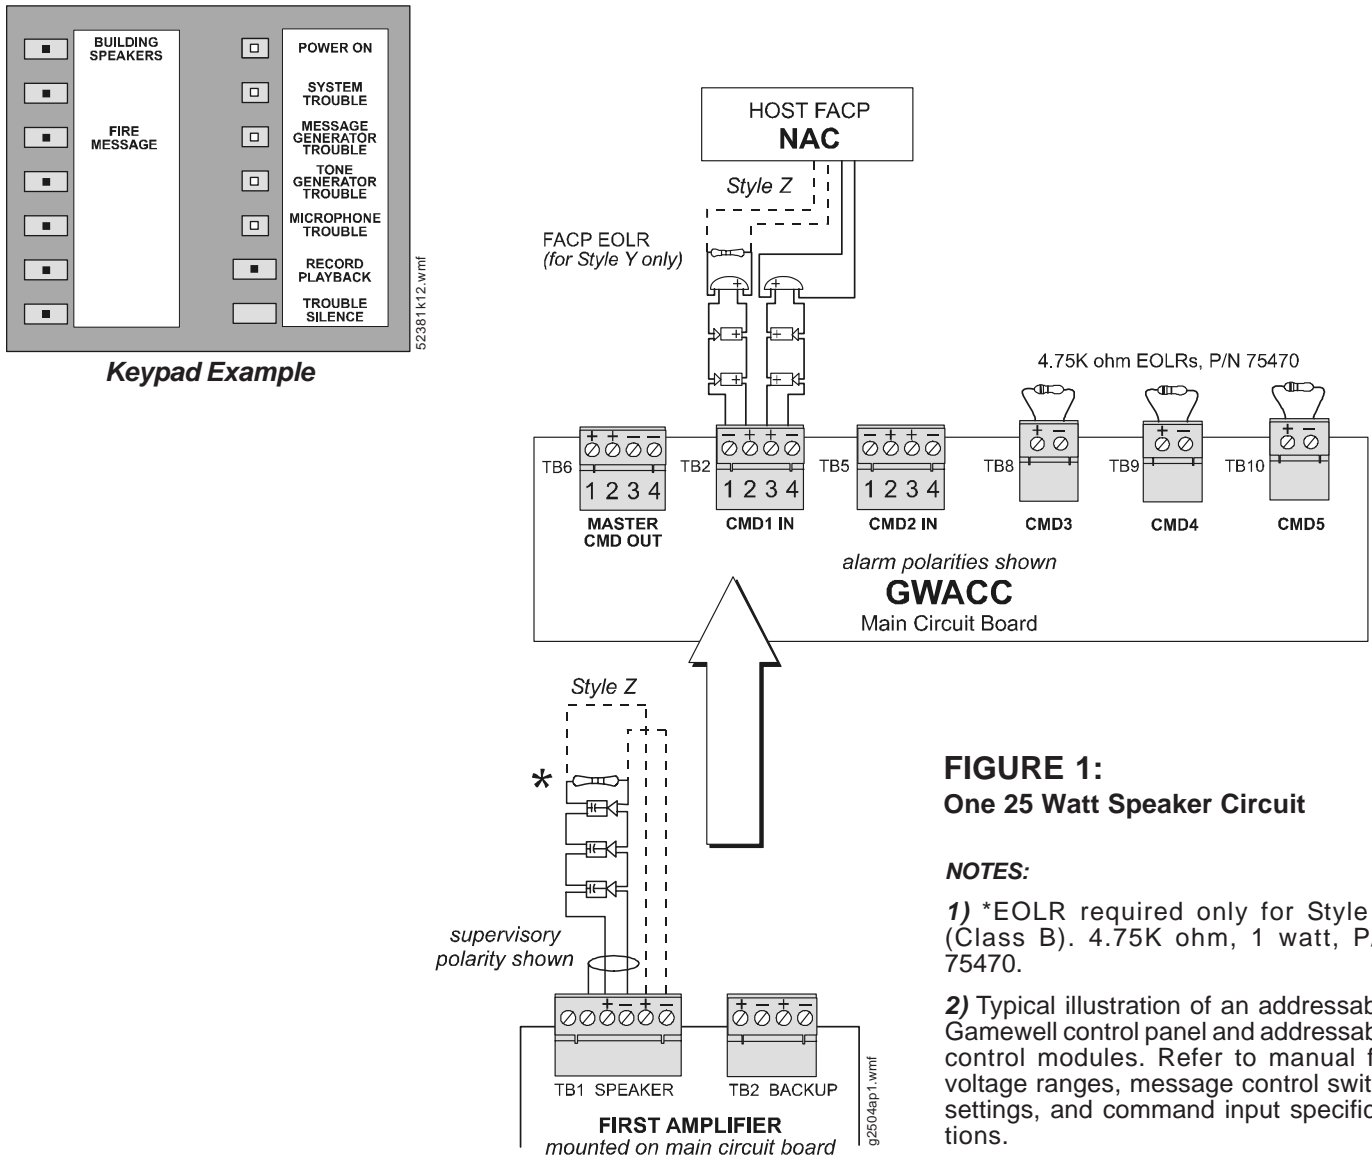 BUILDING
SPEAKERS
FIRE
MESSAGE
POWER ON
SYSTEM
TROUBLE
MESSAGE
GENERATOR
TROUBLE
TONE
GENERATOR
TROUBLE
MICROPHONE
TROUBLE
RECORD
PLAYBACK
TROUBLE
SILENCE
52381k12.wmf
Keypad Example
HOST FACP
NAC
Style Z
FACP EOLR
(for Style Y only)
+ +
+ +
+ +
4.75K ohm EOLRs, P/N 75470
TB6
+ + – –
1 2 3 4
MASTER
CMD OUT
TB2
– + + –
1 2 3 4
CMD1 IN
TB5
– + + –
1 2 3 4
CMD2 IN
TB8
+ –
CMD3
TB9
+ –
CMD4
TB10
+ –
CMD5
alarm polarities shown
GWACC
Main Circuit Board
Style Z
*
supervisory
polarity shown
+ – + –
TB1 SPEAKER
+ – + –
TB2 BACKUP
FIRST AMPLIFIER
mounted on main circuit board
g2504ap1.wmf
FIGURE 1:
One 25 Watt Speaker Circuit
NOTES:
1) *EOLR required only for Style
(Class B). 4.75K ohm, 1 watt, P/
75470.
2) Typical illustration of an addressab
Gamewell control panel and addressab
control modules. Refer to manual f
voltage ranges, message control swit
settings, and command input specific
tions.